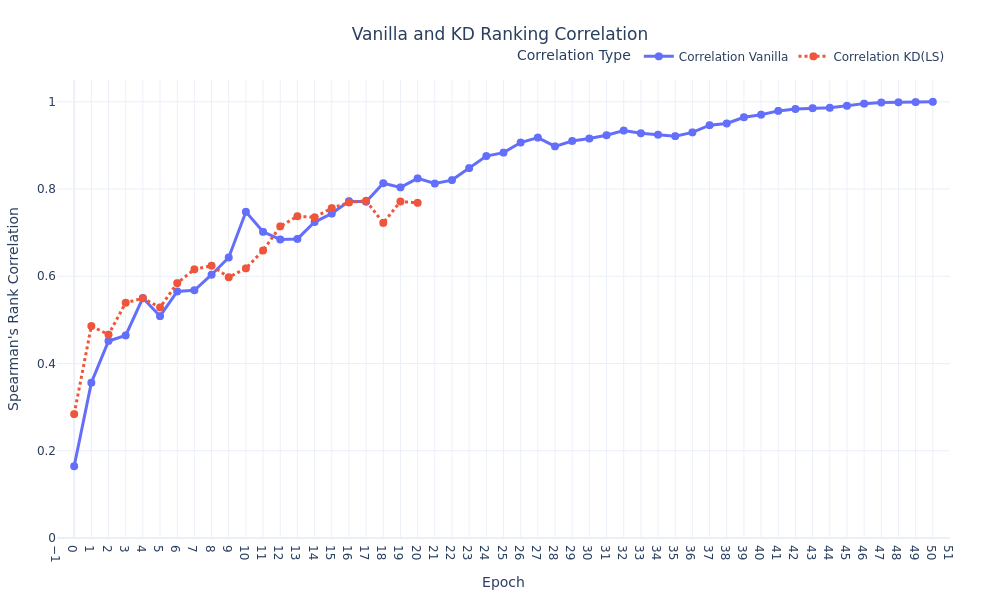 Vanilla and KD Ranking Correlation
Correlation Type Correlation Vanilla Correlation KD(LS)
Spearman's Rank Correlation
1
0.8
0.6
0.4
0.2
0
−1 0 1 2 3 4 5 6 7 8 9 10 11 12 13 14 15 16 17 18 19 20 21 22 23 24 25 26 27 28 29 30 31 32 33 34 35 36 37 38 39 40 41 42 43 44 45 46 47 48 49 50 51
Epoch